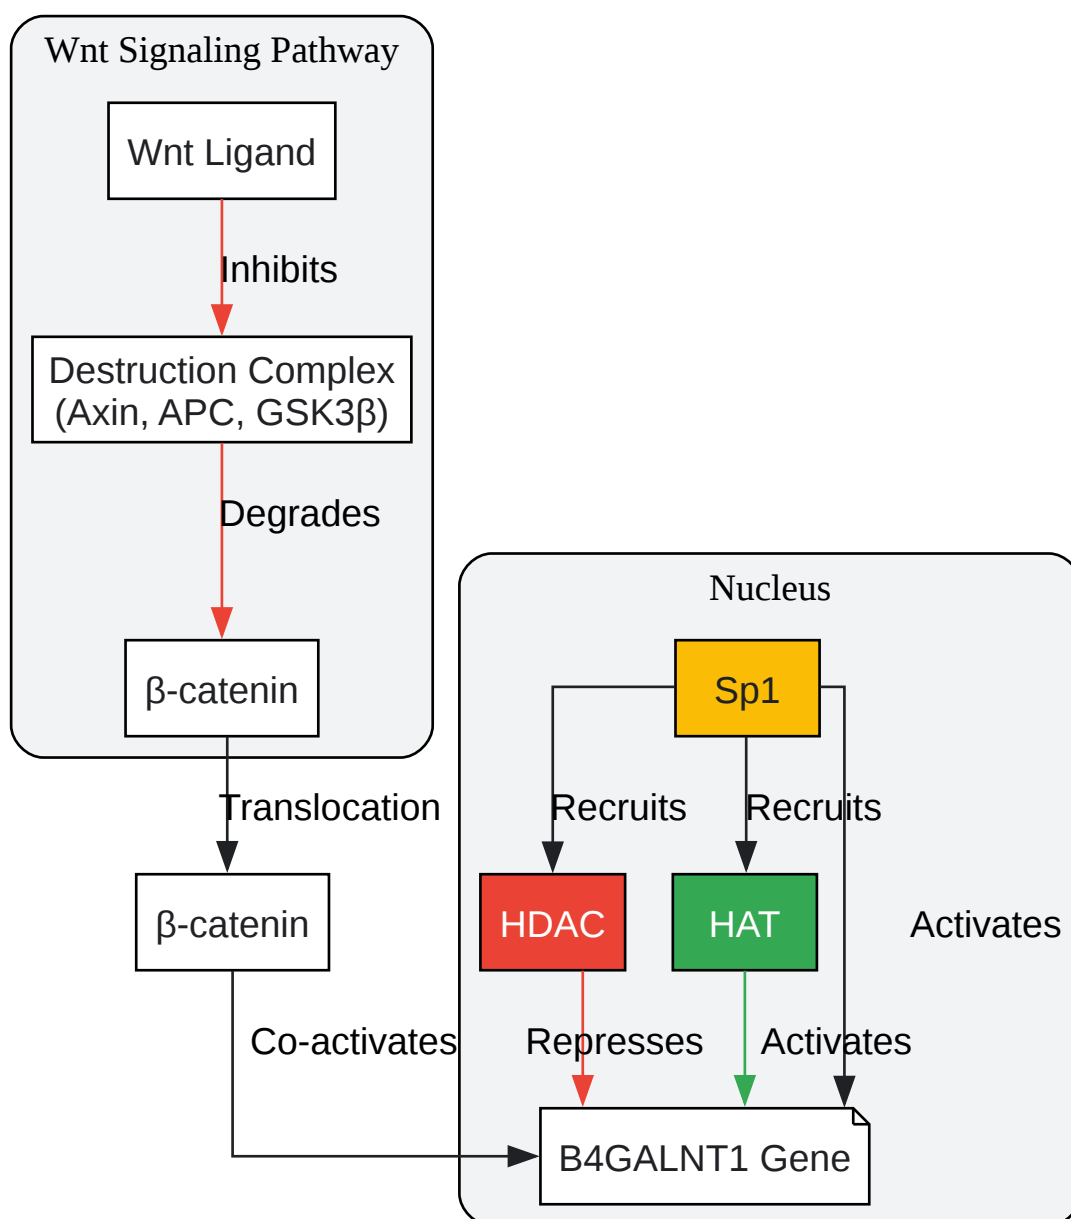 Wnt Signaling Pathway
Wnt Ligand
Inhibits
Destruction Complex
(Axin, APC, GSK3β)
Degrades
β-catenin
Translocation
β-catenin
Co-activates
Nucleus
Sp1
Recruits
Recruits
HDAC
HAT
Activates
Represses
Activates
B4GALNT1 Gene